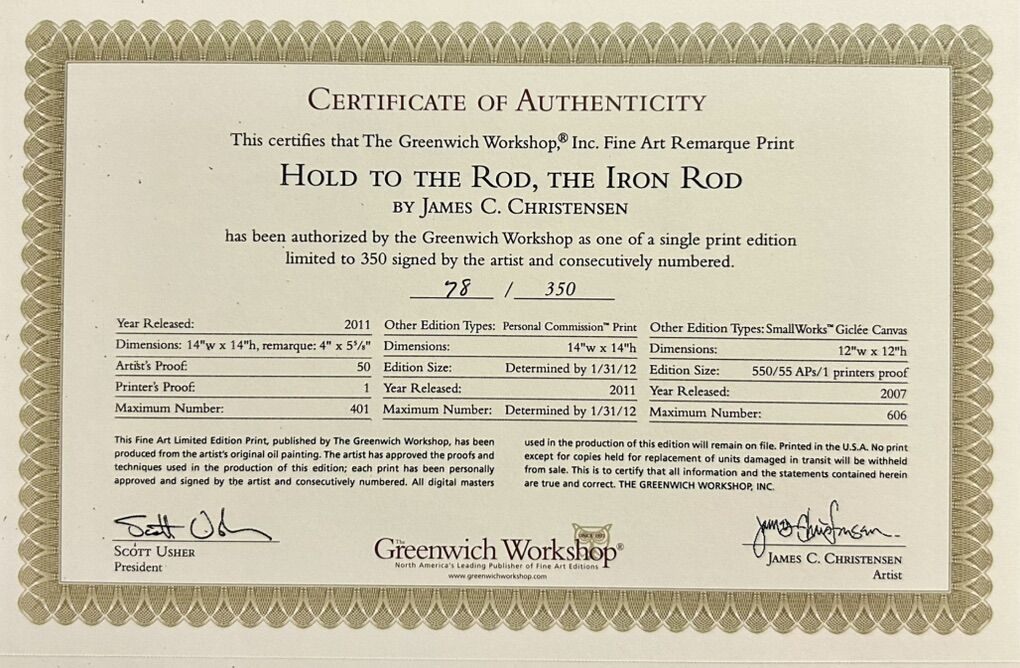 CERTIFICATE OF AUTHENTICITY
This certifies that The Greenwich Workshop,® Inc. Fine Art Remarque Print
HOLD TO THE ROD, THE IRON ROD
BY JAMES C. CHRISTENSEN
has been authorized by the Greenwich Workshop as one of a single print edition
limited to 350 signed by the artist and consecutively numbered.
78 / 350
Year Released: 2011
Dimensions: 14"w x 14"h, remarque: 4" x 5⅝"
Artist's Proof: 50
Printer's Proof: 1
Maximum Number: 401
Other Edition Types: Personal Commission™ Print
Dimensions: 14"w x 14"h
Edition Size: Determined by 1/31/12
Year Released: 2011
Maximum Number: Determined by 1/31/12
Other Edition Types: SmallWorks™ Giclée Canvas
Dimensions: 12"w x 12"h
Edition Size: 550/55 APs/1 printers proof
Year Released: 2007
Maximum Number: 606
This Fine Art Limited Edition Print, published by The Greenwich Workshop, has been
produced from the artist's original oil painting. The artist has approved the proofs and
techniques used in the production of this edition; each print has been personally
approved and signed by the artist and consecutively numbered. All digital masters
used in the production of this edition will remain on file. Printed in the U.S.A. No print
except for copies held for replacement of units damaged in transit will be withheld
from sale. This is to certify that all information and the statements contained herein
are true and correct. THE GREENWICH WORKSHOP, INC.
Scott Usher
SCOTT USHER
President
The
Greenwich Workshop®
SINCE 1972
North America's Leading Publisher of Fine Art Editions
www.greenwichworkshop.com
James Christensen
JAMES C. CHRISTENSEN
Artist